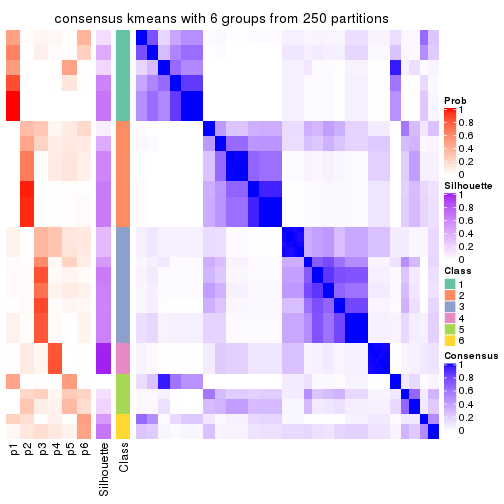 consensus kmeans with 6 groups from 250 partitions
Prob
1
0.8
0.6
0.4
0.2
0
Silhouette
1
0.8
0.6
0.4
0.2
0
Class
1
2
3
4
5
6
Consensus
1
0.8
0.6
0.4
0.2
0
p1
p2
p3
p4
p5
p6
Silhouette
Class